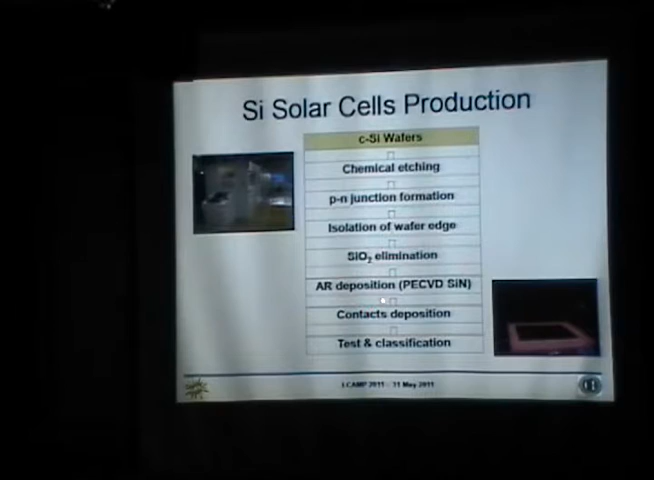 Si Solar Cells Production
c-Si Wafers
Chemical etching
p-n junction formation
Isolation of wafer edge
SiO₂ elimination
AR deposition (PECVD SiN)
Contacts deposition
Test & classification
2011 - 11 May 2011